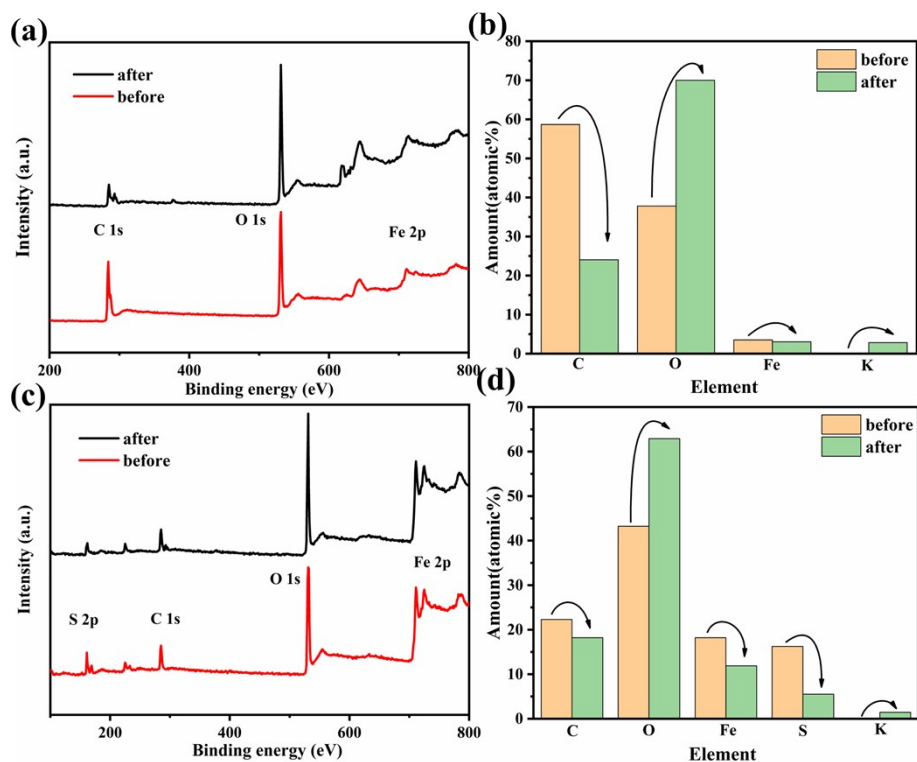 (a)
after
before
C 1s
O 1s
Fe 2p
Intensity (a.u.)
200 300 400 500 600 700 800
Binding energy (eV)
(b)
before
after
Amount(atomic%)
80
70
60
50
40
30
20
10
0
C O Fe K
Element
(c)
after
before
S 2p
C 1s
O 1s
Fe 2p
Intensity (a.u.)
200 400 600 800
Binding energy (eV)
(d)
before
after
Amount(atomic%)
70
60
50
40
30
20
10
0
C O Fe S K
Element